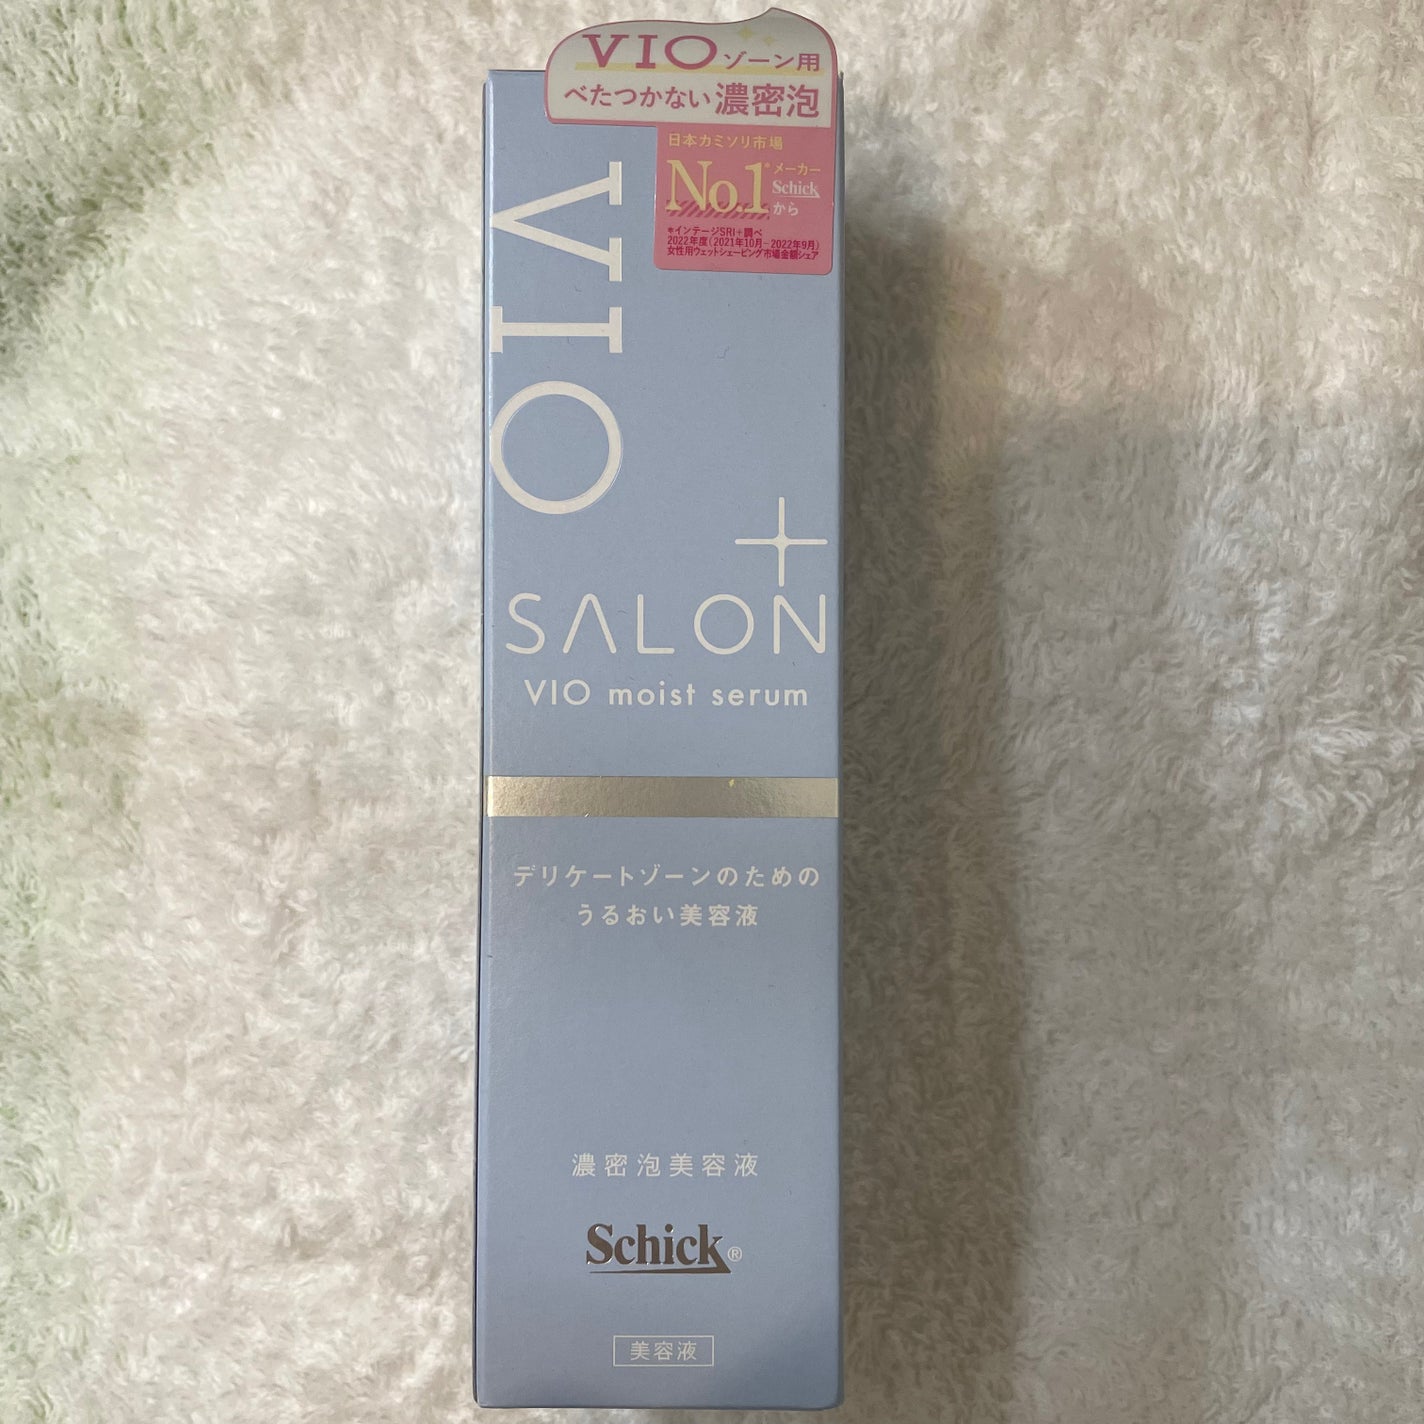 VIO ゾーン用
べたつかない 濃密泡
日本カミソリ市場
No.1* メーカー
Schick
から
*インテージSRI+調べ
2022年度(2021年10月-2022年9月)
女性用ウェットシェービング市場金額シェア
VIO
+
SALON
VIO moist serum
デリケートゾーンのための
うるおい美容液
濃密泡美容液
Schick®
美容液